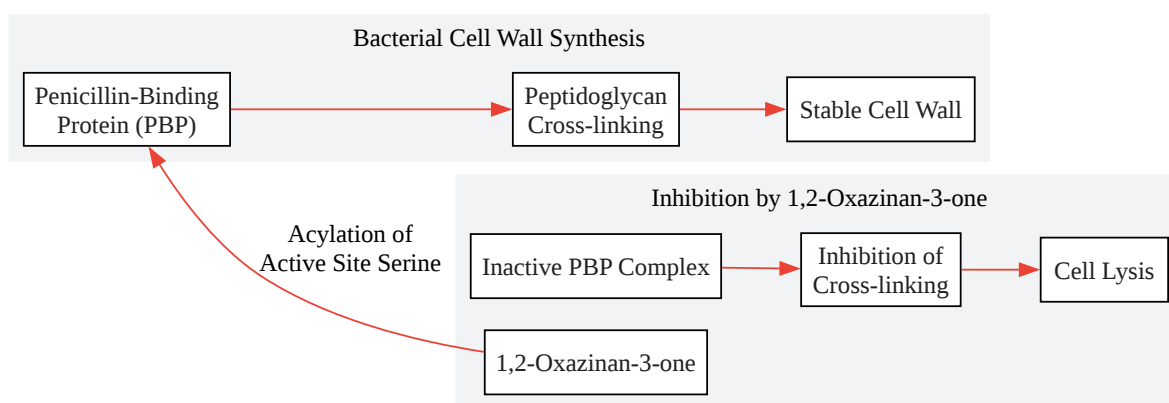 Bacterial Cell Wall Synthesis
Penicillin-Binding
Protein (PBP)
Peptidoglycan
Cross-linking
Stable Cell Wall
Inhibition by 1,2-Oxazinan-3-one
Acylation of
Active Site Serine
Inactive PBP Complex
Inhibition of
Cross-linking
Cell Lysis
1,2-Oxazinan-3-one